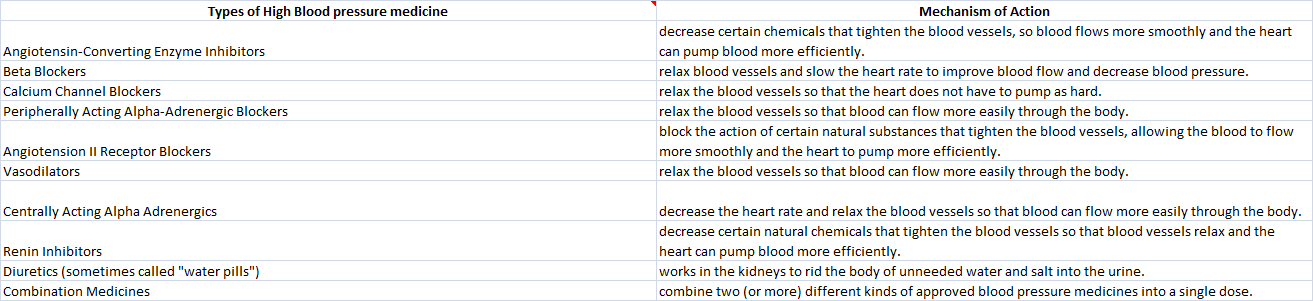 Types of High Blood pressure medicine
Mechanism of Action
Angiotensin-Converting Enzyme Inhibitors
decrease certain chemicals that tighten the blood vessels, so blood flows more smoothly and the heart
can pump blood more efficiently.
Beta Blockers
relax blood vessels and slow the heart rate to improve blood flow and decrease blood pressure.
Calcium Channel Blockers
relax the blood vessels so that the heart does not have to pump as hard.
Peripherally Acting Alpha-Adrenergic Blockers
relax the blood vessels so that blood can flow more easily through the body.
Angiotension II Receptor Blockers
block the action of certain natural substances that tighten the blood vessels, allowing the blood to flow
more smoothly and the heart to pump more efficiently.
Vasodilators
relax the blood vessels so that blood can flow more easily through the body.
Centrally Acting Alpha Adrenergics
decrease the heart rate and relax the blood vessels so that blood can flow more easily through the body.
Renin Inhibitors
decrease certain natural chemicals that tighten the blood vessels so that blood vessels relax and the
heart can pump blood more efficiently.
Diuretics (sometimes called "water pills")
works in the kidneys to rid the body of unneeded water and salt into the urine.
Combination Medicines
combine two (or more) different kinds of approved blood pressure medicines into a single dose.